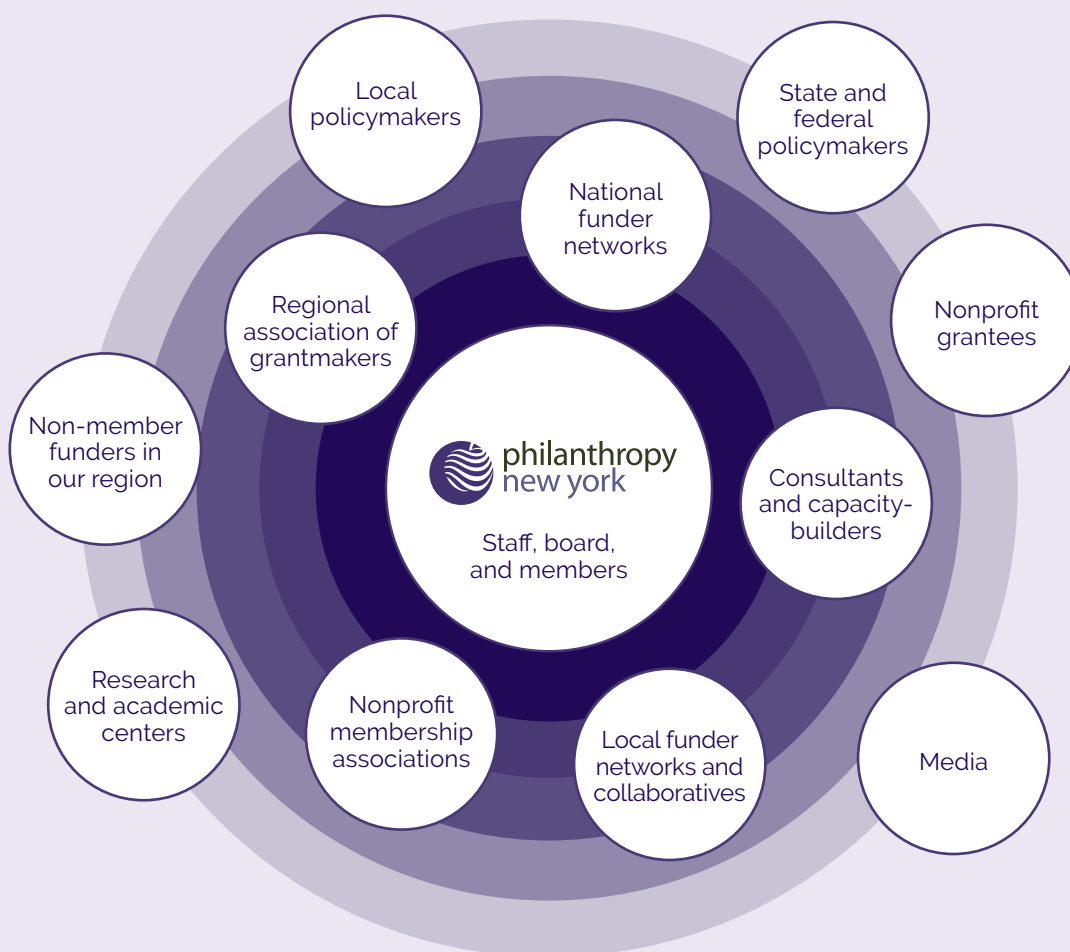 Local
policymakers
State and
federal
policymakers
National
funder
networks
Regional
association of
grantmakers
Nonprofit
grantees
Non-member
funders in
our region
philanthropy
new york
Staff, board,
and members
Consultants
and capacity-
builders
Research
and academic
centers
Nonprofit
membership
associations
Local funder
networks and
collaboratives
Media